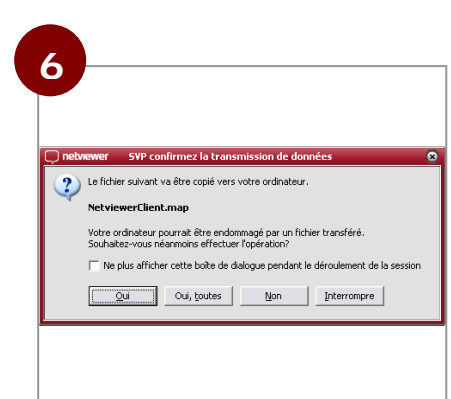 6
netviewer SVP confirmez la transmission de données
Le fichier suivant va être copié vers votre ordinateur.
NetviewerClient.map
Votre ordinateur pourrait être endommagé par un fichier transféré.
Souhaitez-vous néanmoins effectuer l'opération?
Ne plus afficher cette boîte de dialogue pendant le déroulement de la session
Oui Oui, toutes Non Interrompre